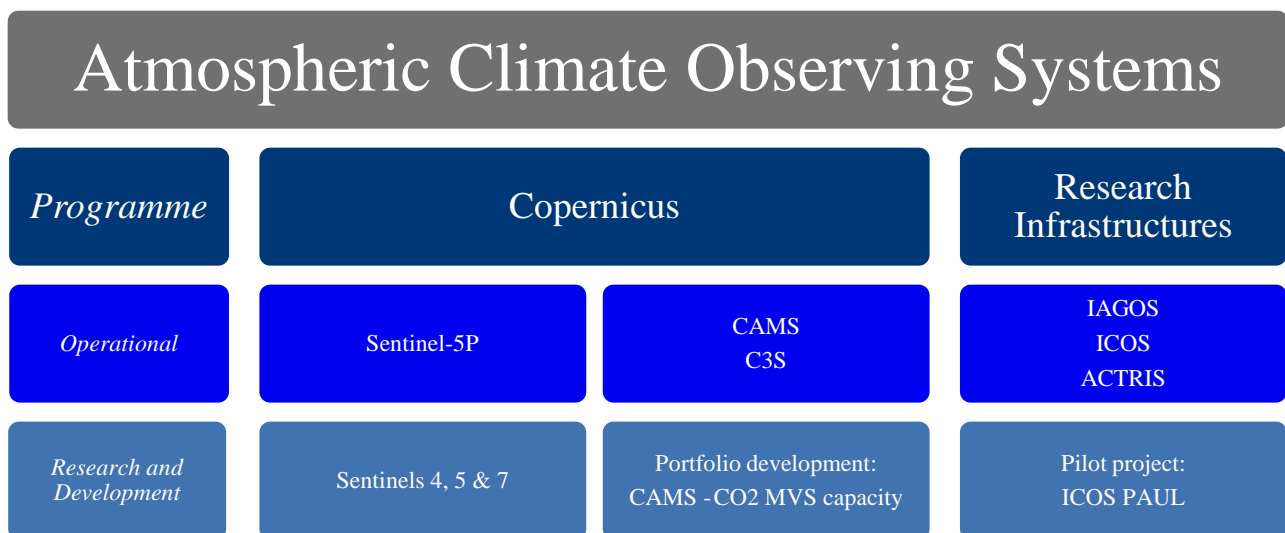 Atmospheric Climate Observing Systems
Programme
Copernicus
Research
Infrastructures
Operational
Sentinel-5P
CAMS
C3S
IAGOS
ICOS
ACTRIS
Research and
Development
Sentinels 4, 5 & 7
Portfolio development:
CAMS - CO2 MVS capacity
Pilot project:
ICOS PAUL